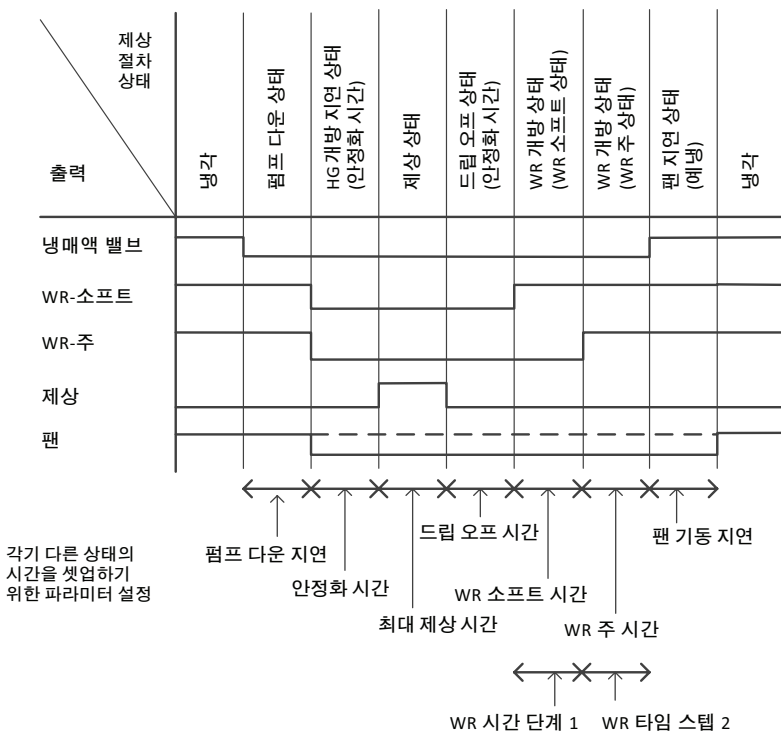 제상
절차
상태
출력
냉각
펌프 다운 상태
HG 개방 지연 상태
(안정화 시간)
제상 상태
드립 오프 상태
(안정화 시간)
WR 개방 상태
(WR 소프트 상태)
WR 개방 상태
(WR 주 상태)
팬 지연 상태
(예냉)
냉각
냉매액 밸브
WR-소프트
WR-주
제상
팬
각기 다른 상태의
시간을 셋업하기
위한 파라미터 설정
펌프 다운 지연
안정화 시간
최대 제상 시간
드립 오프 시간
WR 소프트 시간
WR 주 시간
팬 기동 지연
WR 시간 단계 1
WR 타임 스텝 2